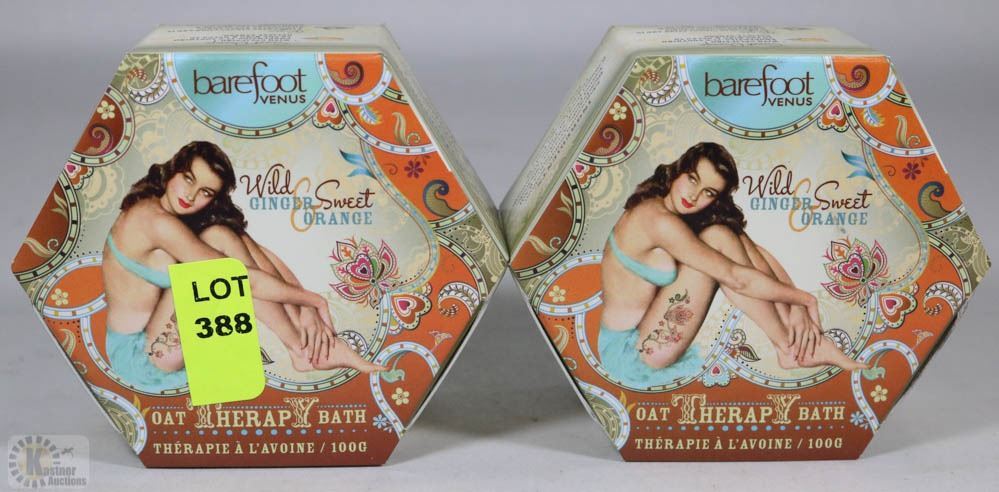 barefoot
VENUS
Wild & Sweet
GINGER ORANGE
LOT
388
OAT THERAPY BATH
THÉRAPIE À L'AVOINE / 100G
barefoot
VENUS
Wild & Sweet
GINGER ORANGE
OAT THERAPY BATH
THÉRAPIE À L'AVOINE / 100G
Kastner
Auctions